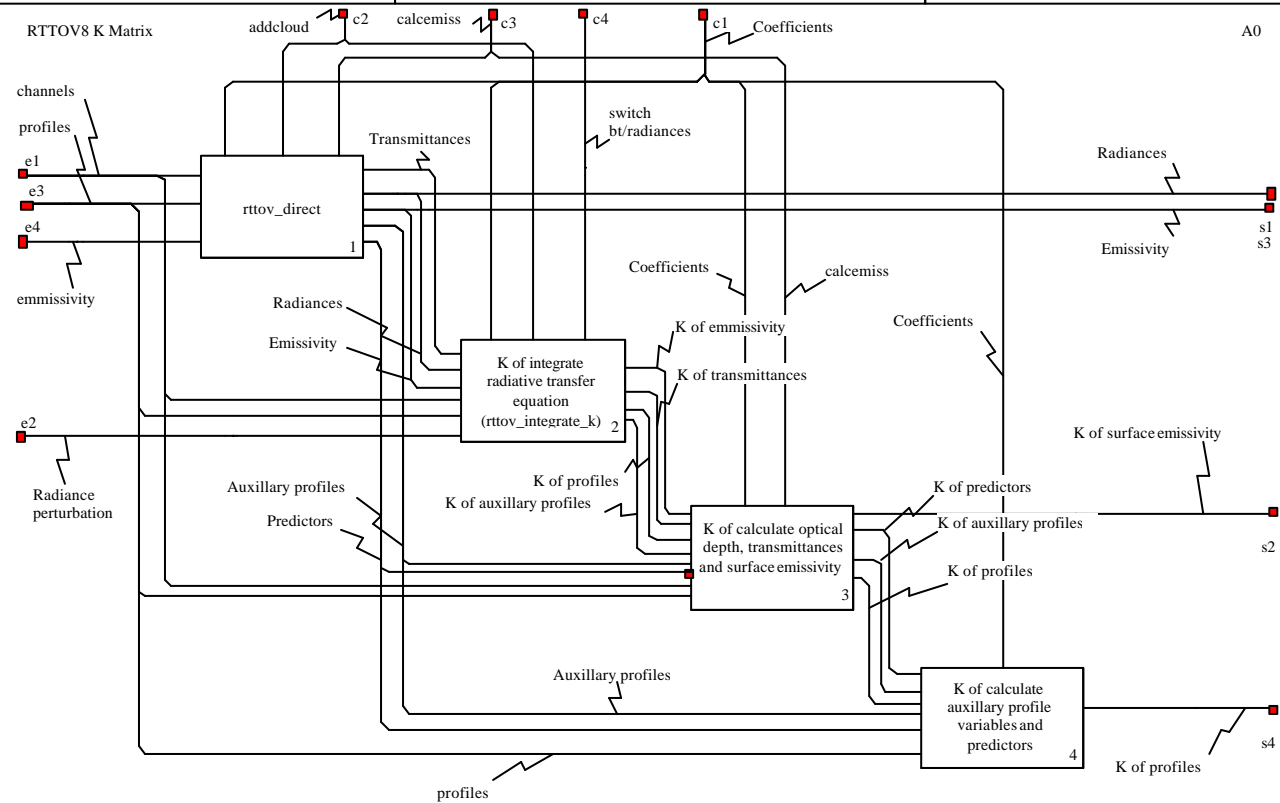 RTTOV8 K Matrix
addcloud
c2
calcemiss
c3
c4
c1
Coefficients
A0
channels
profiles
switch
bt/radiances
Transmittances
Radiances
e1
e3
e4
rttov_direct
1
s1
s3
Emissivity
emmissivity
Coefficients
calcemiss
Radiances
Emissivity
K of emmissivity
Coefficients
K of integrate
radiative transfer
equation
(rttov_integrate_k)
2
K of transmittances
e2
K of surface emissivity
Radiance
perturbation
Auxillary profiles
Predictors
K of profiles
K of auxillary profiles
K of predictors
K of auxillary profiles
K of calculate optical
depth, transmittances
and surface emissivity
3
s2
K of profiles
Auxillary profiles
K of calculate
auxillary profile
variables and
predictors
4
s4
K of profiles
profiles